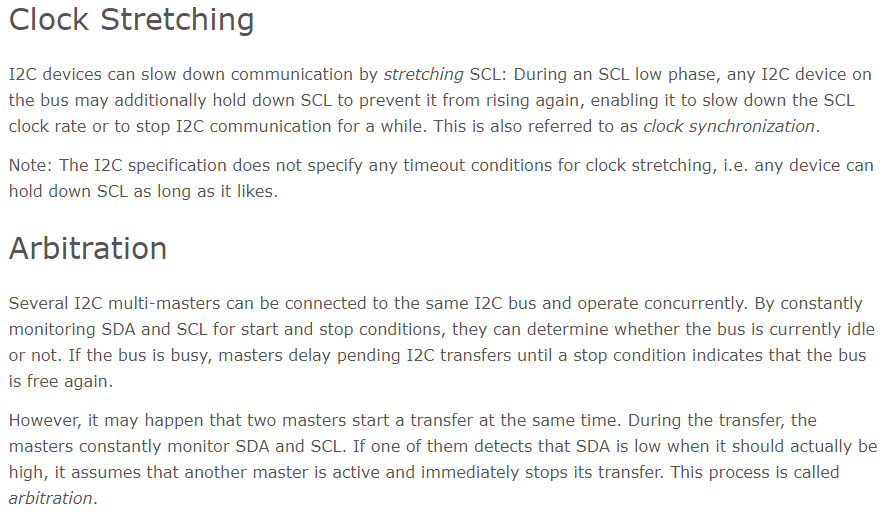 Clock Stretching
I2C devices can slow down communication by stretching SCL: During an SCL low phase, any I2C device on
the bus may additionally hold down SCL to prevent it from rising again, enabling it to slow down the SCL
clock rate or to stop I2C communication for a while. This is also referred to as clock synchronization.
Note: The I2C specification does not specify any timeout conditions for clock stretching, i.e. any device can
hold down SCL as long as it likes.
Arbitration
Several I2C multi-masters can be connected to the same I2C bus and operate concurrently. By constantly
monitoring SDA and SCL for start and stop conditions, they can determine whether the bus is currently idle
or not. If the bus is busy, masters delay pending I2C transfers until a stop condition indicates that the bus
is free again.
However, it may happen that two masters start a transfer at the same time. During the transfer, the
masters constantly monitor SDA and SCL. If one of them detects that SDA is low when it should actually be
high, it assumes that another master is active and immediately stops its transfer. This process is called
arbitration.